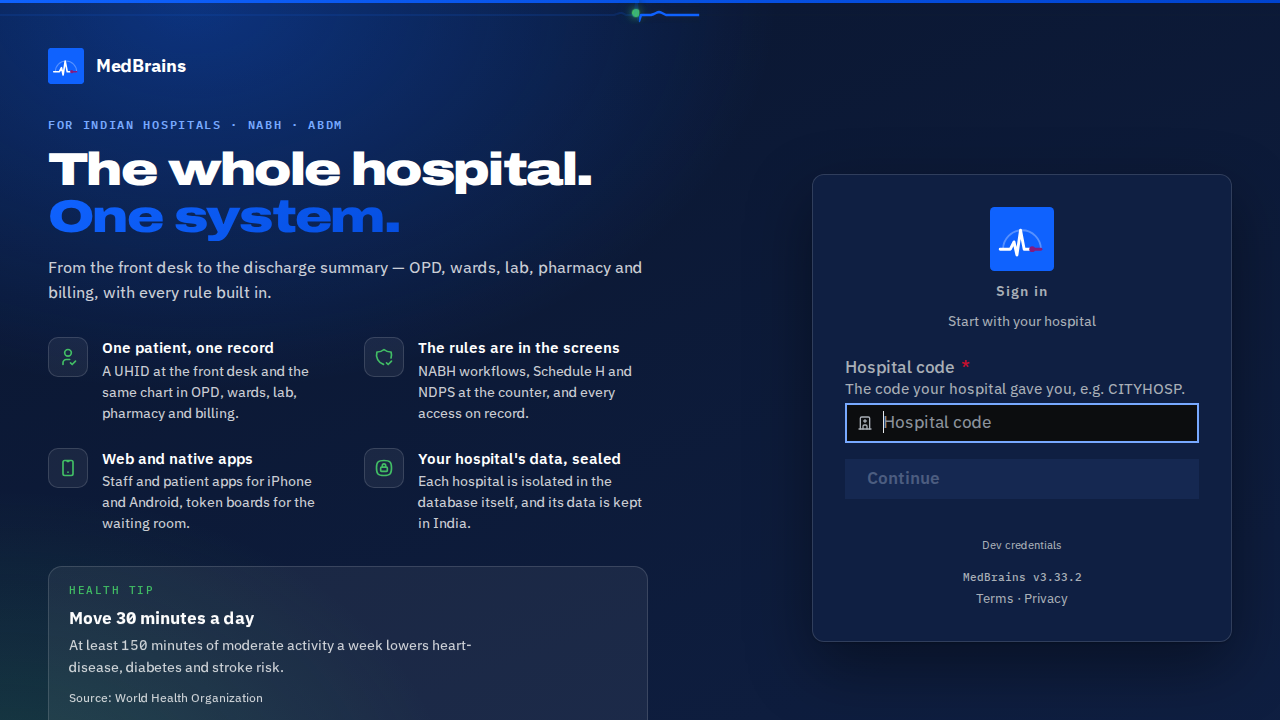 MedBrains
FOR INDIAN HOSPITALS · NABH · ABDM
The whole hospital.
One system.
From the front desk to the discharge summary — OPD, wards, lab, pharmacy and
billing, with every rule built in.
One patient, one record
A UHID at the front desk and the
same chart in OPD, wards, lab,
pharmacy and billing.
The rules are in the screens
NABH workflows, Schedule H and
NDPS at the counter, and every
access on record.
Web and native apps
Staff and patient apps for iPhone
and Android, token boards for the
waiting room.
Your hospital's data, sealed
Each hospital is isolated in the
database itself, and its data is kept
in India.
HEALTH TIP
Move 30 minutes a day
At least 150 minutes of moderate activity a week lowers heart-
disease, diabetes and stroke risk.
Source: World Health Organization
Sign in
Start with your hospital
Hospital code *
The code your hospital gave you, e.g. CITYHOSP.
Hospital code
Continue
Dev credentials
MedBrains v3.33.2
Terms · Privacy